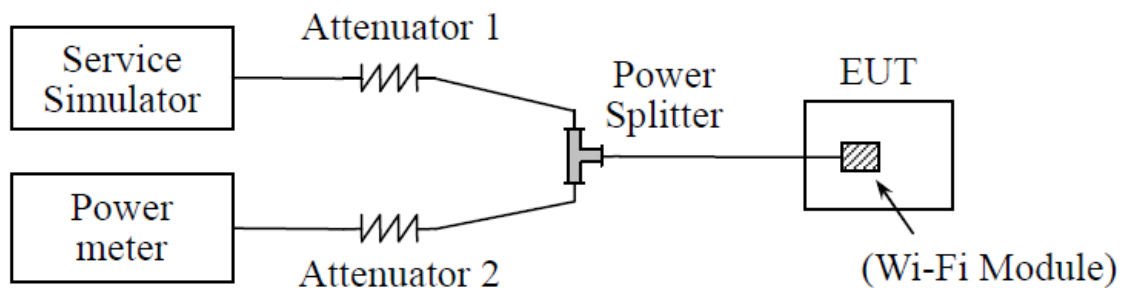 Attenuator 1
Service
Simulator
Power
Splitter
EUT
Power
meter
Attenuator 2
(Wi-Fi Module)